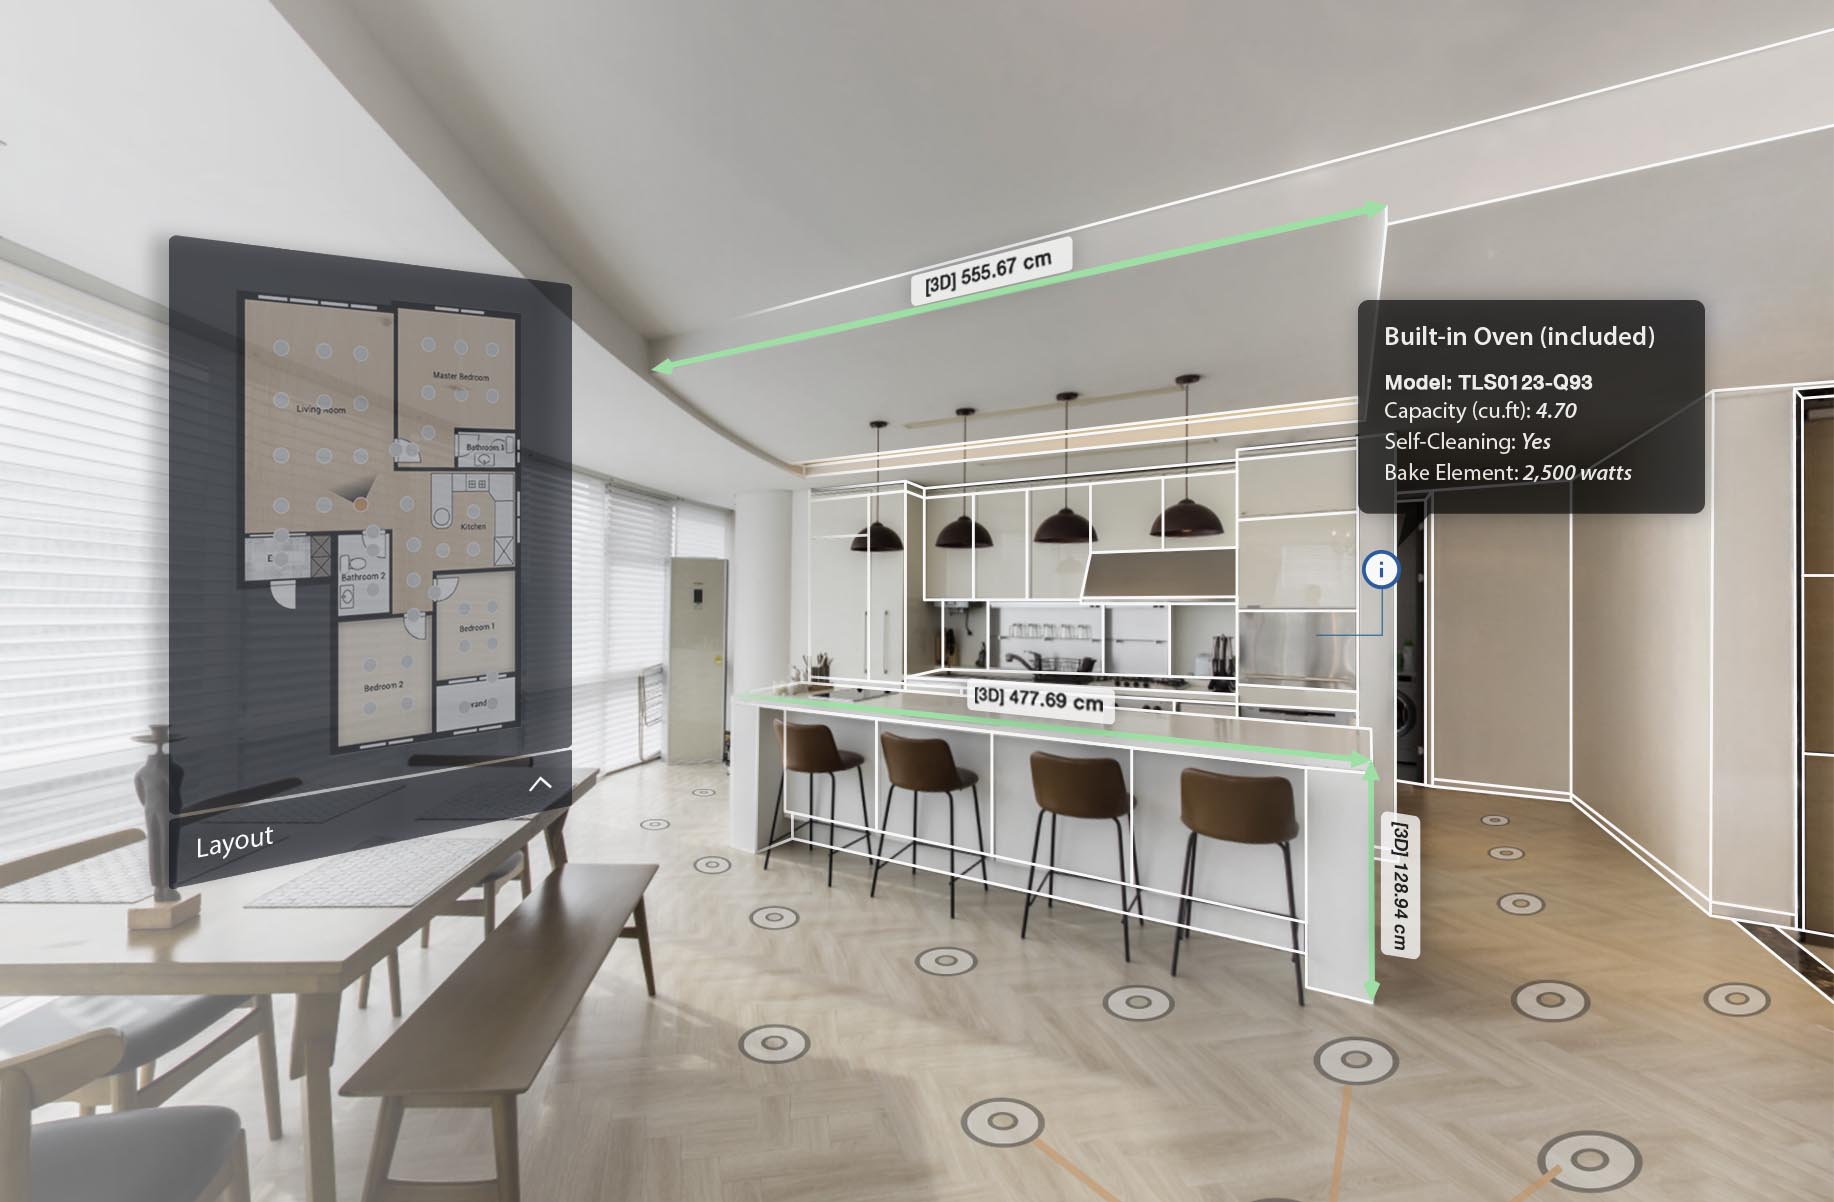 [3D] 555.67 cm
Built-in Oven (included)
Model: TLS0123-Q93
Capacity (cu.ft): 4.70
Self-Cleaning: Yes
Bake Element: 2,500 watts
i
[3D] 477.69 cm
[3D] 128.94 cm
Living Room
Master Bedroom
Bathroom 1
Kitchen
Bathroom 2
Bedroom 1
Bedroom 2
Layout